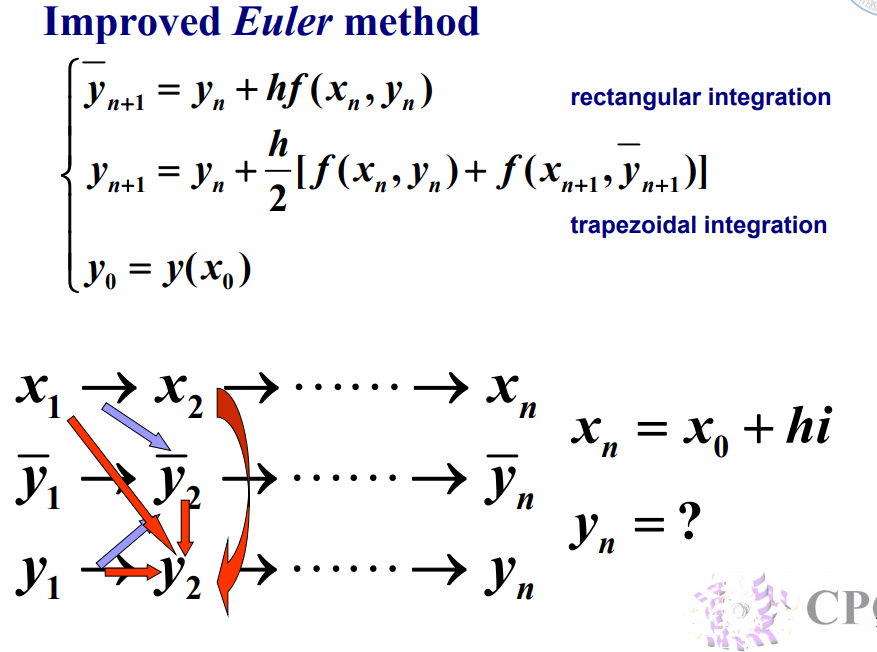 Improved Euler method
ȳₙ₊₁ = yₙ + hf(xₙ, yₙ)
rectangular integration
yₙ₊₁ = yₙ + h/2 [f(xₙ, yₙ) + f(xₙ₊₁, ȳₙ₊₁)]
trapezoidal integration
y₀ = y(x₀)
x₁ → x₂ → ······ → xₙ
ȳ₁ → ȳ₂ → ······ → ȳₙ
y₁ → y₂ → ······ → yₙ
xₙ = x₀ + hi
yₙ = ?
CP